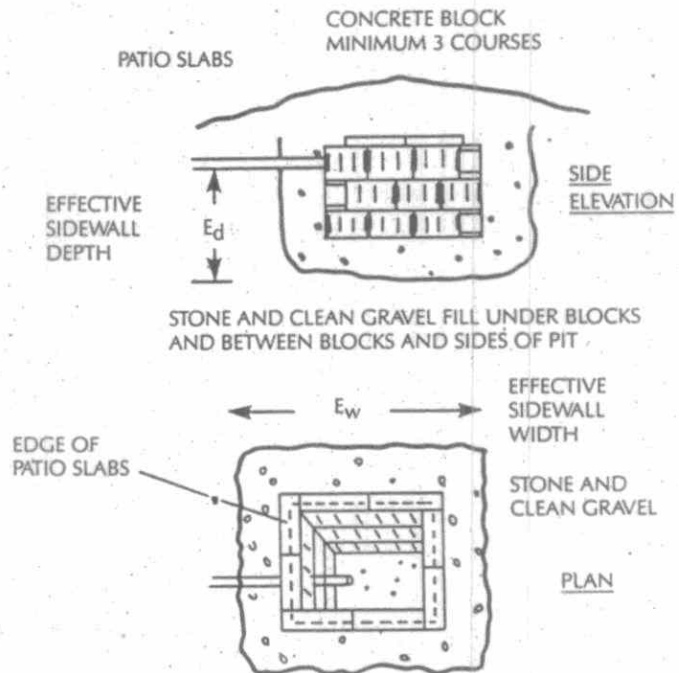 CONCRETE BLOCK
MINIMUM 3 COURSES
PATIO SLABS
SIDE
ELEVATION
EFFECTIVE
SIDEWALL
DEPTH
Ed
STONE AND CLEAN GRAVEL FILL UNDER BLOCKS
AND BETWEEN BLOCKS AND SIDES OF PIT
Ew
EFFECTIVE
SIDEWALL
WIDTH
EDGE OF
PATIO SLABS
STONE AND
CLEAN GRAVEL
PLAN